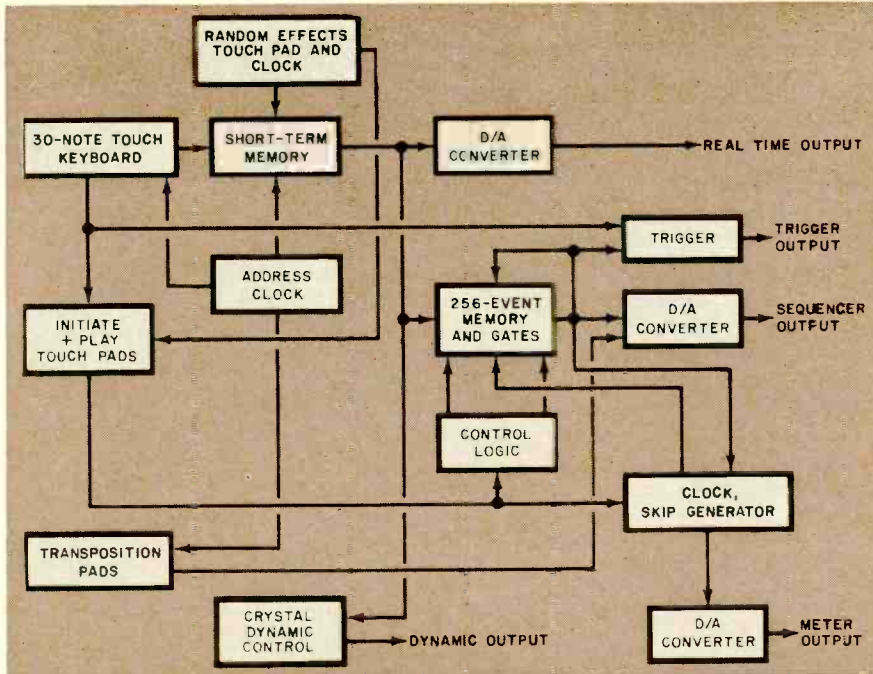 RANDOM EFFECTS
TOUCH PAD AND
CLOCK
30-NOTE TOUCH
KEYBOARD
SHORT-TERM
MEMORY
D/A
CONVERTER
REAL TIME OUTPUT
TRIGGER
TRIGGER
OUTPUT
ADDRESS
CLOCK
256-EVENT
MEMORY
AND GATES
D/A
CONVERTER
SEQUENCER
OUTPUT
INITIATE
+ PLAY
TOUCH PADS
CONTROL
LOGIC
CLOCK,
SKIP GENERATOR
TRANSPOSITION
PADS
CRYSTAL
DYNAMIC
CONTROL
DYNAMIC OUTPUT
D/A
CONVERTER
METER
OUTPUT